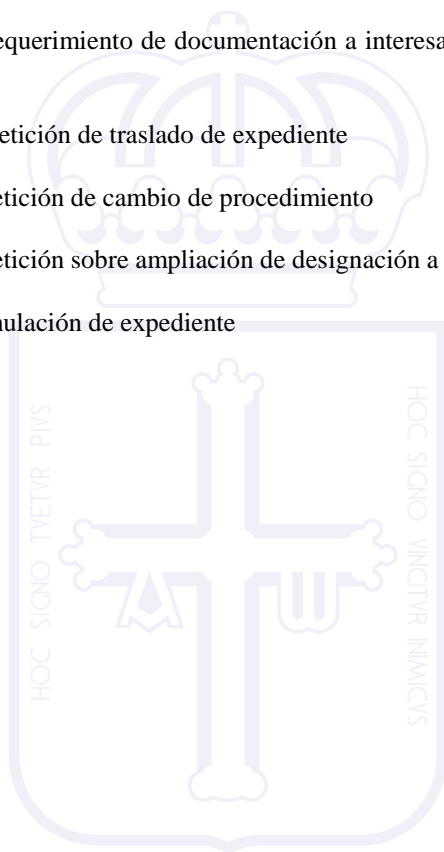 equerimiento de documentación a interesa
etición de traslado de expediente
etición de cambio de procedimiento
etición sobre ampliación de designación a
nulación de expediente
HOC SIGNO TVETVR PIVS
HOC SIGNO VINCITVR INIMICVS